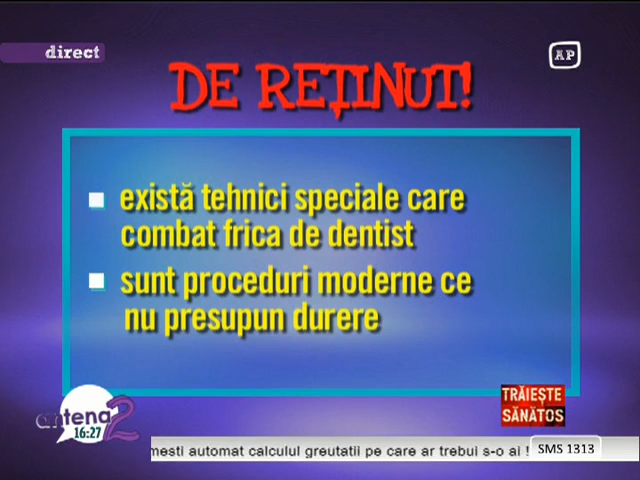 direct
AP
DE REȚINUT!
există tehnici speciale care
combat frica de dentist
sunt proceduri moderne ce
nu presupun durere
antena 2
16:27
TRĂIEȘTE
SĂNĂTOS
mesti automat calculul greutatii pe care ar trebui s-o ai !
SMS 1313